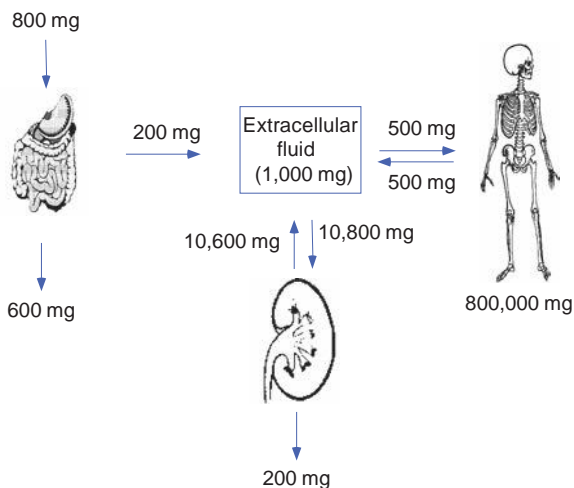 800 mg
200 mg
Extracellular
fluid
(1,000 mg)
500 mg
500 mg
10,600 mg
10,800 mg
600 mg
800,000 mg
200 mg